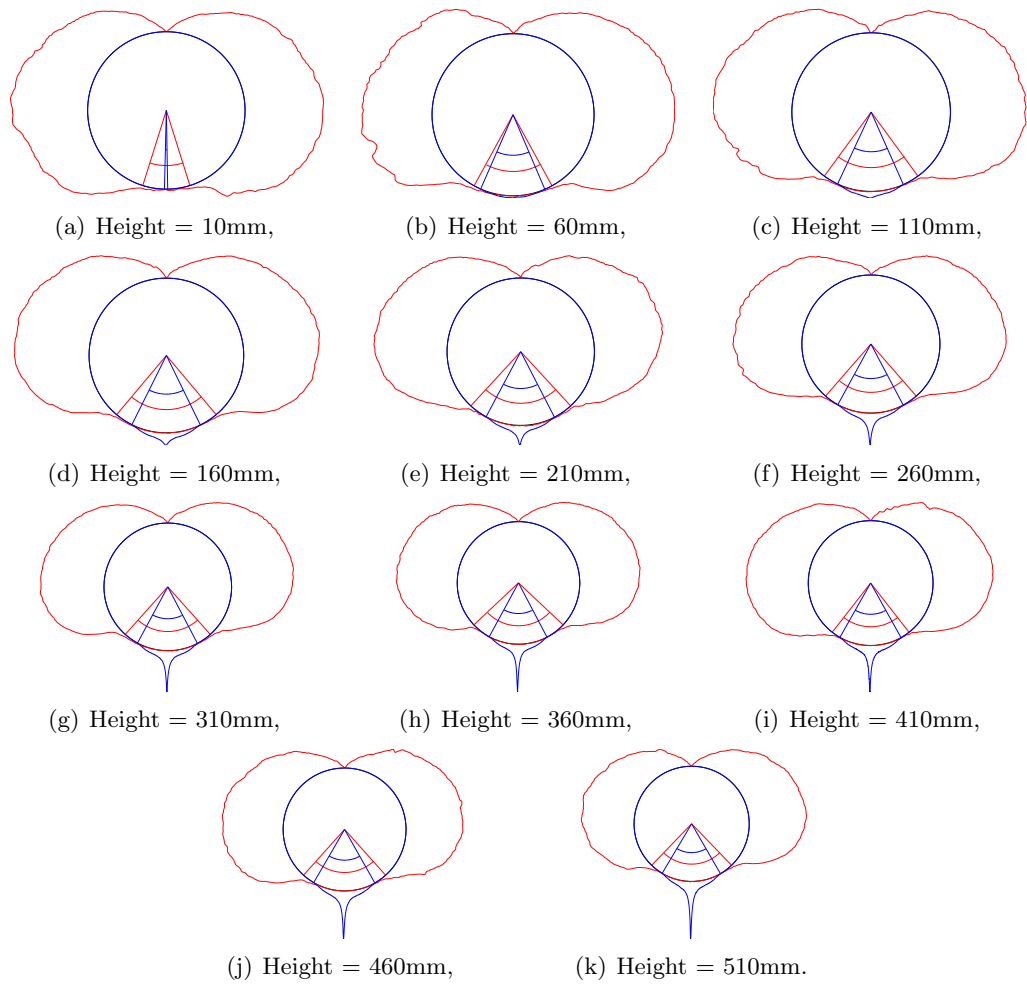 (a) Height = 10mm,
(b) Height = 60mm,
(c) Height = 110mm,
(d) Height = 160mm,
(e) Height = 210mm,
(f) Height = 260mm,
(g) Height = 310mm,
(h) Height = 360mm,
(i) Height = 410mm,
(j) Height = 460mm,
(k) Height = 510mm.